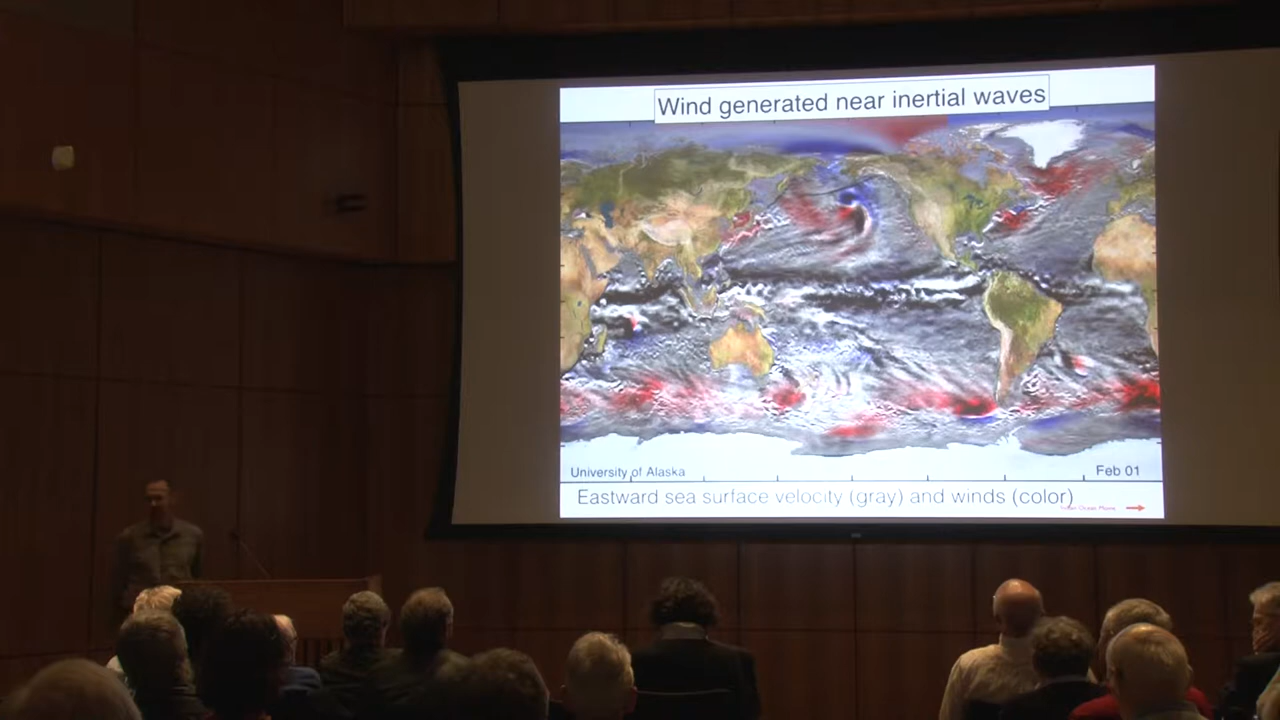 Wind generated near inertial waves
University of Alaska
Feb 01
Eastward sea surface velocity (gray) and winds (color)